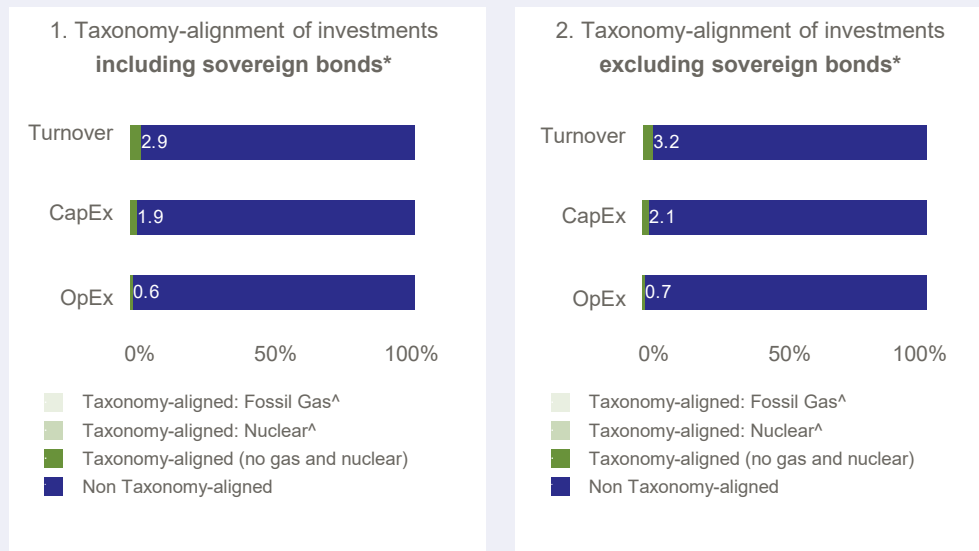 1. Taxonomy-alignment of investments
including sovereign bonds*
Turnover
2.9
CapEx
1.9
OpEx
0.6
0% 50% 100%
Taxonomy-aligned: Fossil Gas^
Taxonomy-aligned: Nuclear^
Taxonomy-aligned (no gas and nuclear)
Non Taxonomy-aligned
2. Taxonomy-alignment of investments
excluding sovereign bonds*
Turnover
3.2
CapEx
2.1
OpEx
0.7
0% 50% 100%
Taxonomy-aligned: Fossil Gas^
Taxonomy-aligned: Nuclear^
Taxonomy-aligned (no gas and nuclear)
Non Taxonomy-aligned